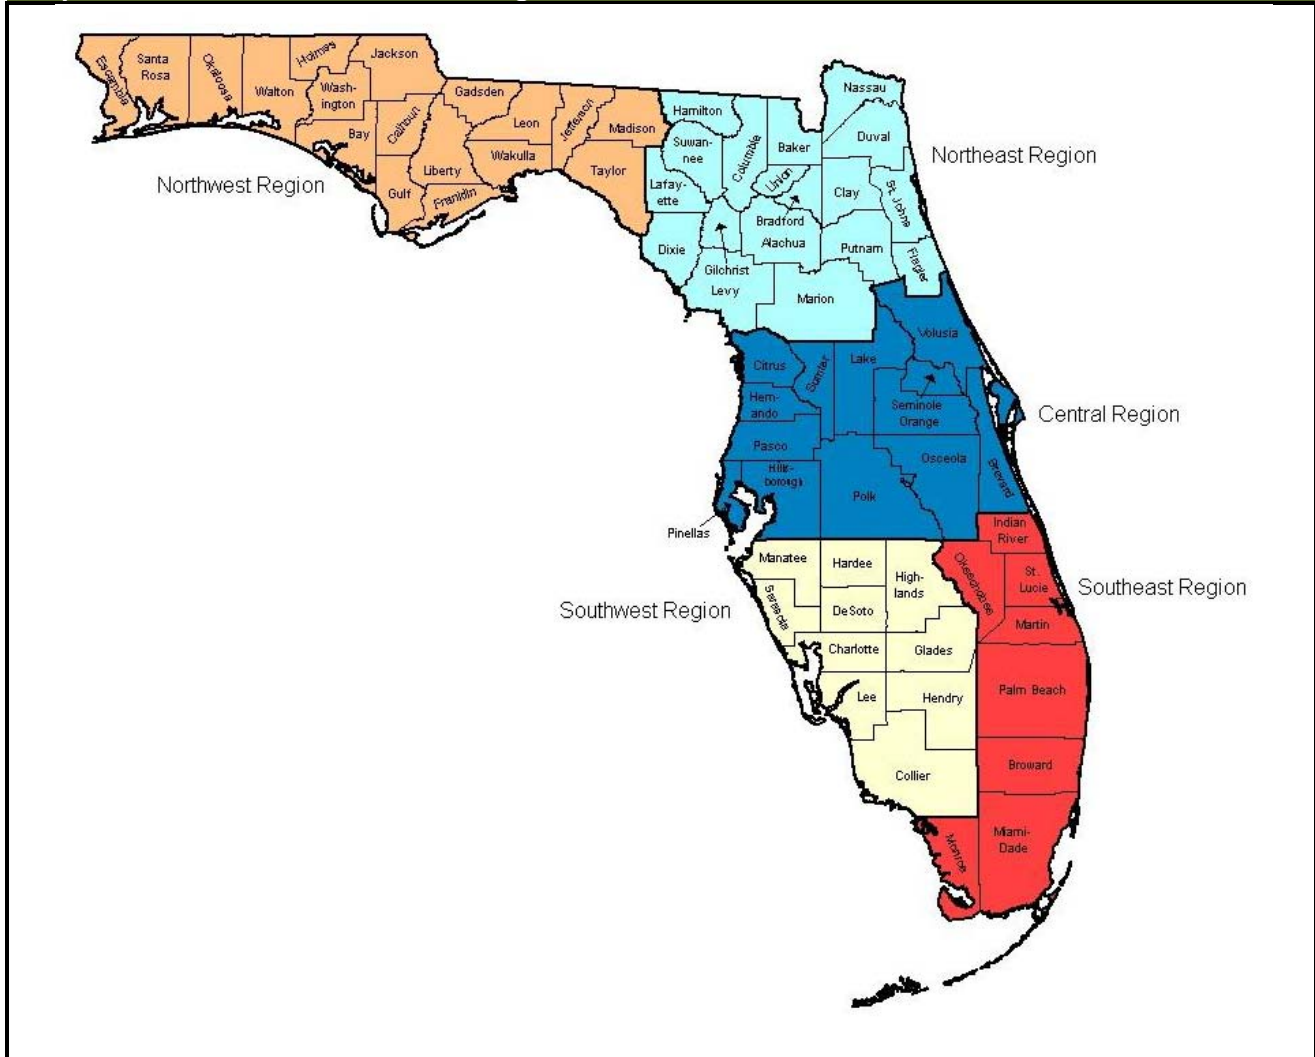 Escambia
Santa
Rosa
Okaloosa
Walton
Holmes
Wash-
ington
Jackson
Bay
Calhoun
Gulf
Liberty
Gadsden
Franklin
Leon
Wakulla
Jefferson
Madison
Taylor
Northwest Region
Hamilton
Suwan-
nee
Lafay-
ette
Dixie
Columbia
Baker
Nassau
Duval
Union
Bradford
Clay
St Johns
Alachua
Putnam
Flagler
Gilchrist
Levy
Marion
Northeast Region
Volusia
Citrus
Sumter
Lake
Her-
nando
Seminole
Orange
Pasco
Hills-
borough
Polk
Osceola
Brevard
Pinellas
Central Region
Manatee
Hardee
High-
lands
Sarasota
DeSoto
Charlotte
Glades
Lee
Hendry
Collier
Southwest Region
Indian
River
Okeechobee
St.
Lucie
Martin
Palm Beach
Broward
Miami-
Dade
Monroe
Southeast Region